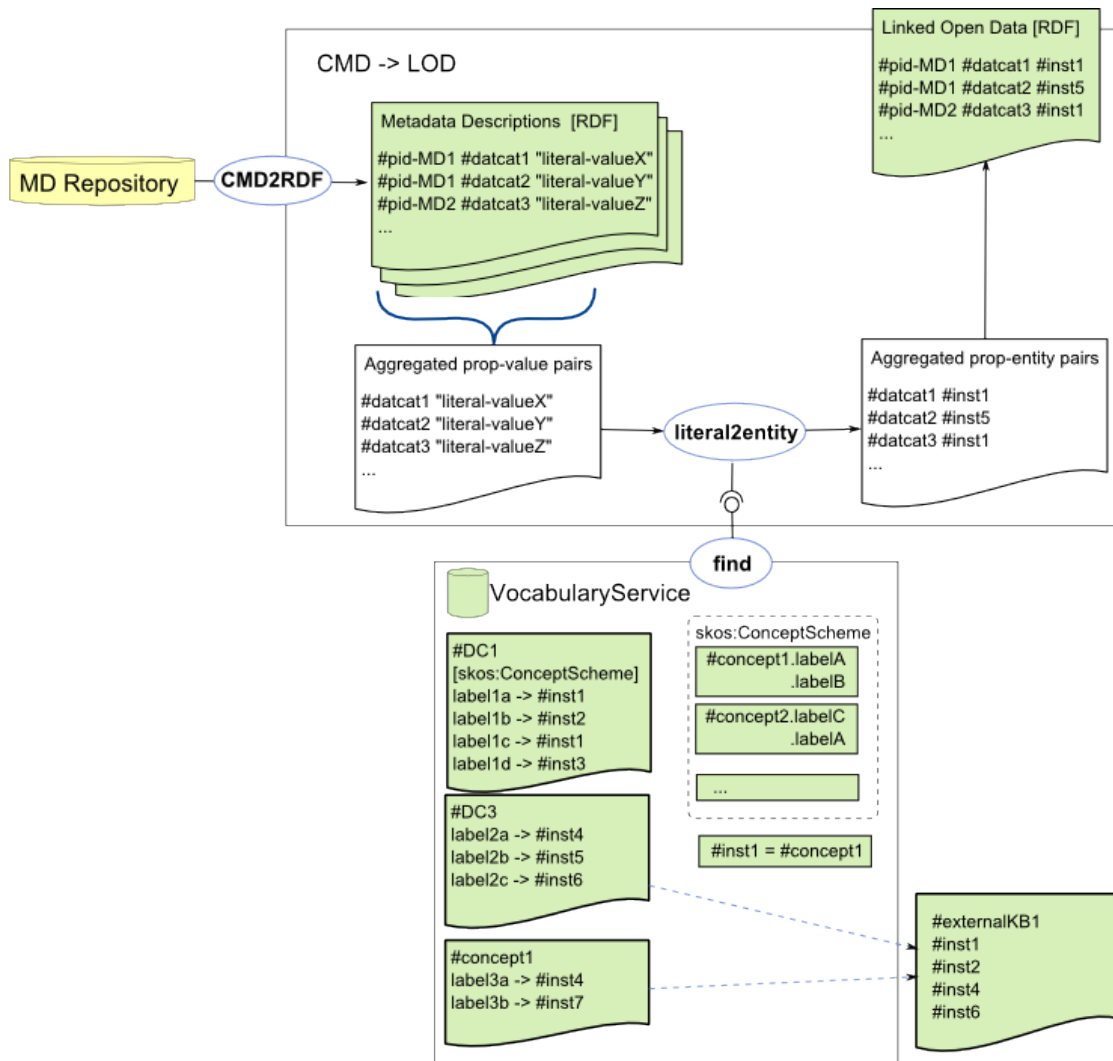 CMD -> LOD
Linked Open Data [RDF]
#pid-MD1 #datcat1 #inst1
#pid-MD1 #datcat2 #inst5
#pid-MD2 #datcat3 #inst1
...
MD Repository
CMD2RDF
Metadata Descriptions [RDF]
#pid-MD1 #datcat1 "literal-valueX"
#pid-MD1 #datcat2 "literal-valueY"
#pid-MD2 #datcat3 "literal-valueZ"
...
Aggregated prop-value pairs
#datcat1 "literal-valueX"
#datcat2 "literal-valueY"
#datcat3 "literal-valueZ"
...
literal2entity
Aggregated prop-entity pairs
#datcat1 #inst1
#datcat2 #inst5
#datcat3 #inst1
...
find
VocabularyService
#DC1
[skos:ConceptScheme]
label1a -> #inst1
label1b -> #inst2
label1c -> #inst1
label1d -> #inst3
skos:ConceptScheme
#concept1.labelA
.labelB
#concept2.labelC
.labelA
...
#inst1 = #concept1
#DC3
label2a -> #inst4
label2b -> #inst5
label2c -> #inst6
#concept1
label3a -> #inst4
label3b -> #inst7
#externalKB1
#inst1
#inst2
#inst4
#inst6